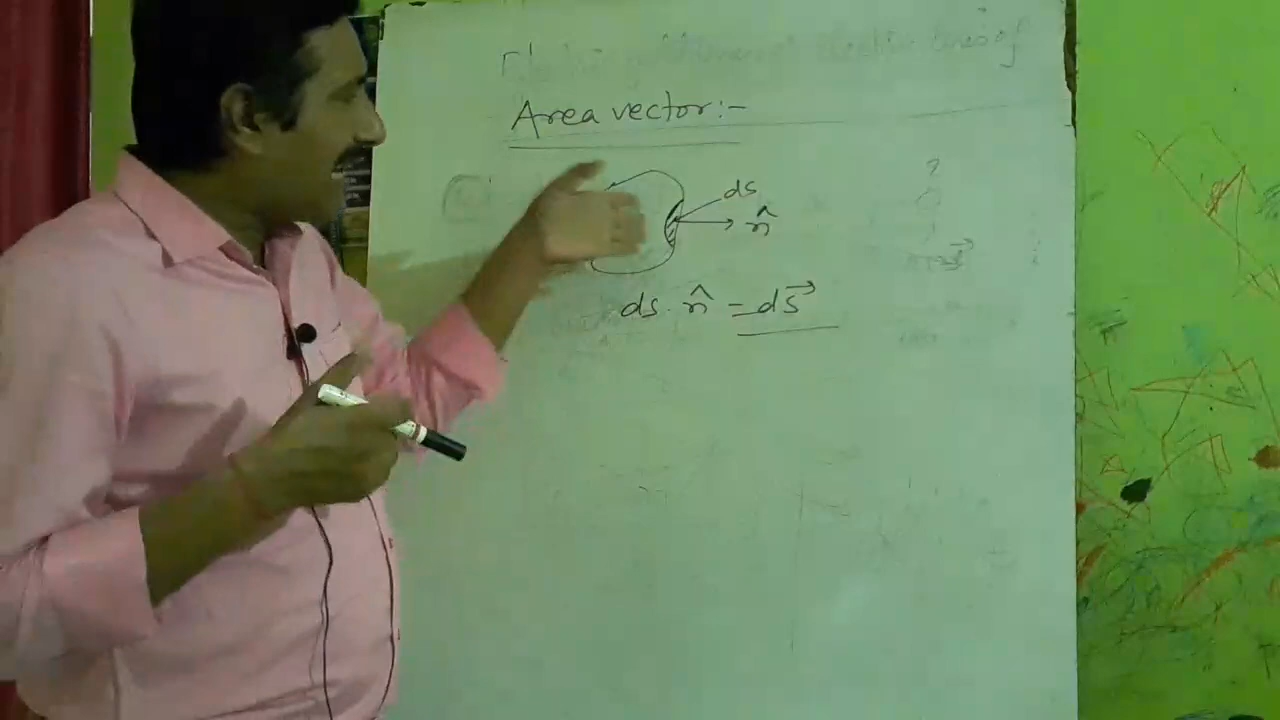 Area vector:-
ds
n̂
ds. n̂ = ds⃗